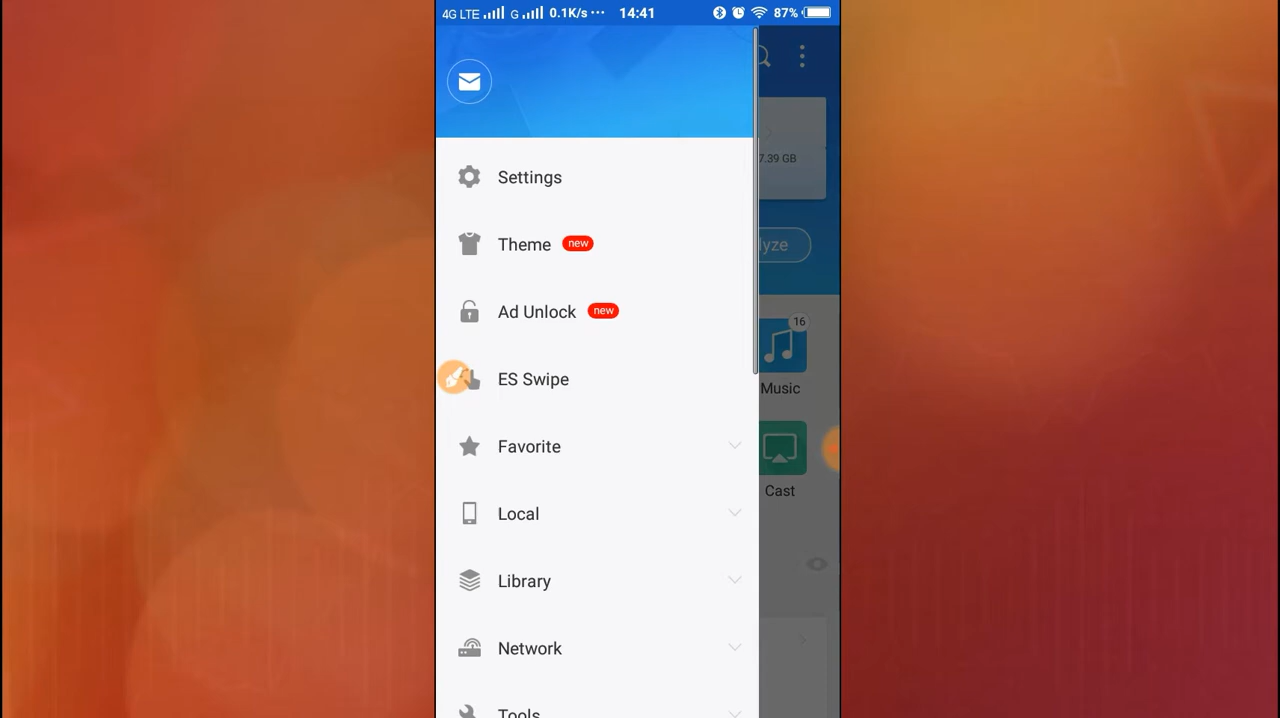 4G LTE G 0.1K/s ··· 14:41 87%
7.39 GB
Settings
Theme new
lyze
Ad Unlock new
16
ES Swipe
Music
Favorite
Cast
Local
Library
Network
Tools